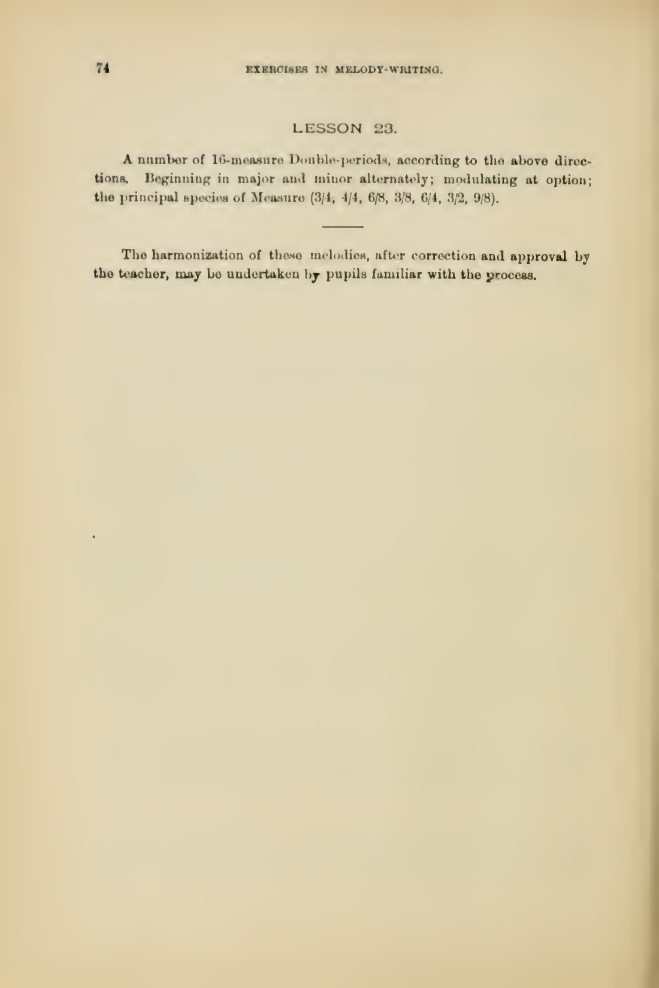 74
EXERCISES IN MELODY-WRITING.
LESSON 23.
A number of 16-measure Double-periods, according to the above direc-
tions. Beginning in major and minor alternately; modulating at option;
the principal species of Measure (3/4, 4/4, 6/8, 3/8, 6/4, 3/2, 9/8).
The harmonization of these melodies, after correction and approval by
the teacher, may be undertaken by pupils familiar with the process.